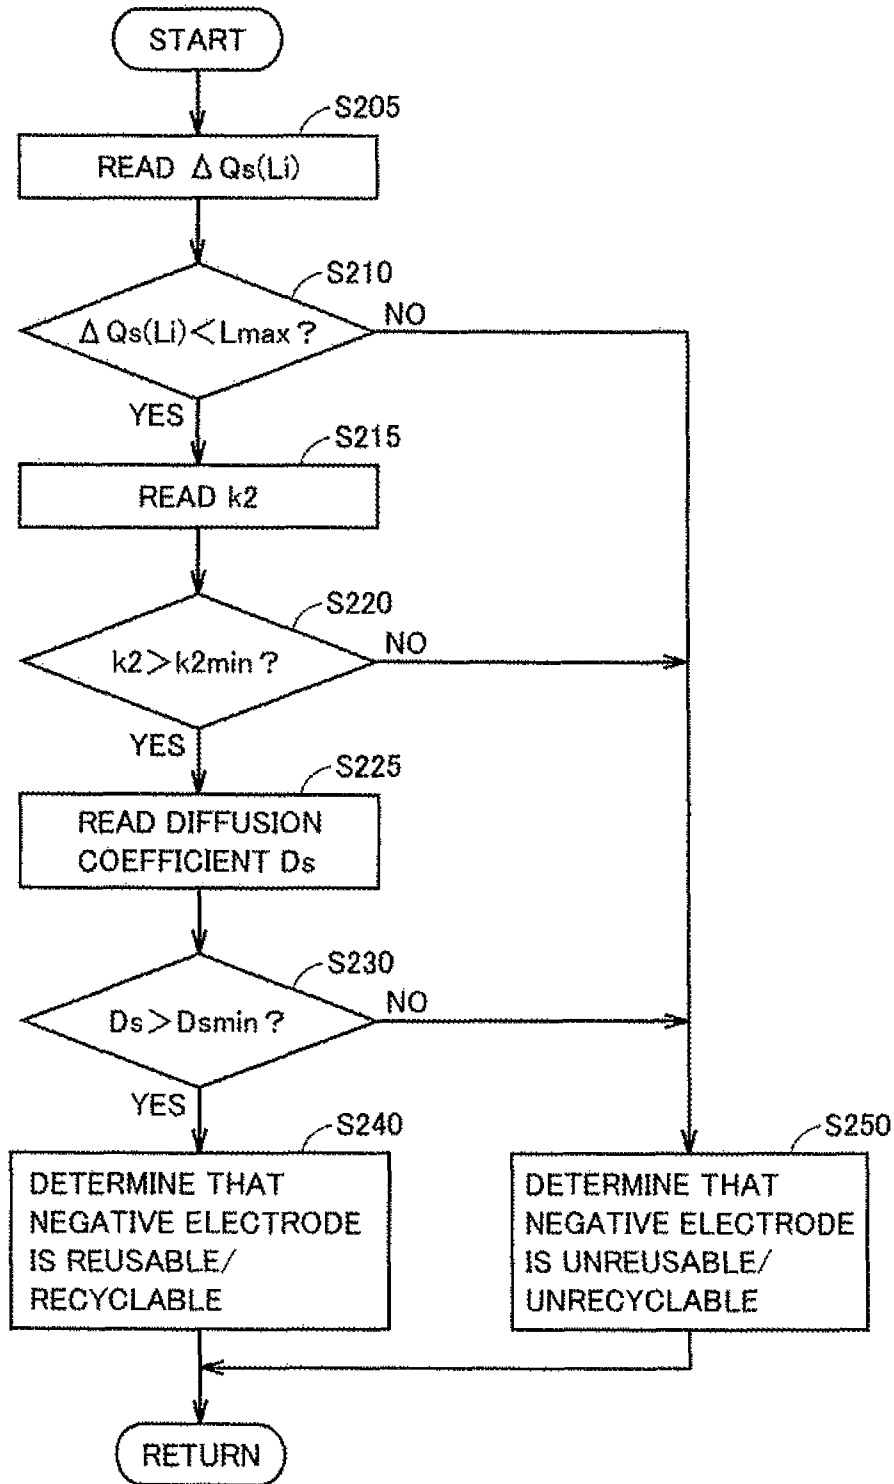 START
S205
READ Δ Qs(Li)
S210
Δ Qs(Li)<Lmax?
NO
YES
S215
READ k2
S220
k2>k2min?
NO
YES
S225
READ DIFFUSION
COEFFICIENT Ds
S230
Ds>Dsmin?
NO
YES
S240
DETERMINE THAT
NEGATIVE ELECTRODE
IS REUSABLE/
RECYCLABLE
S250
DETERMINE THAT
NEGATIVE ELECTRODE
IS UNREUSABLE/
UNRECYCLABLE
RETURN